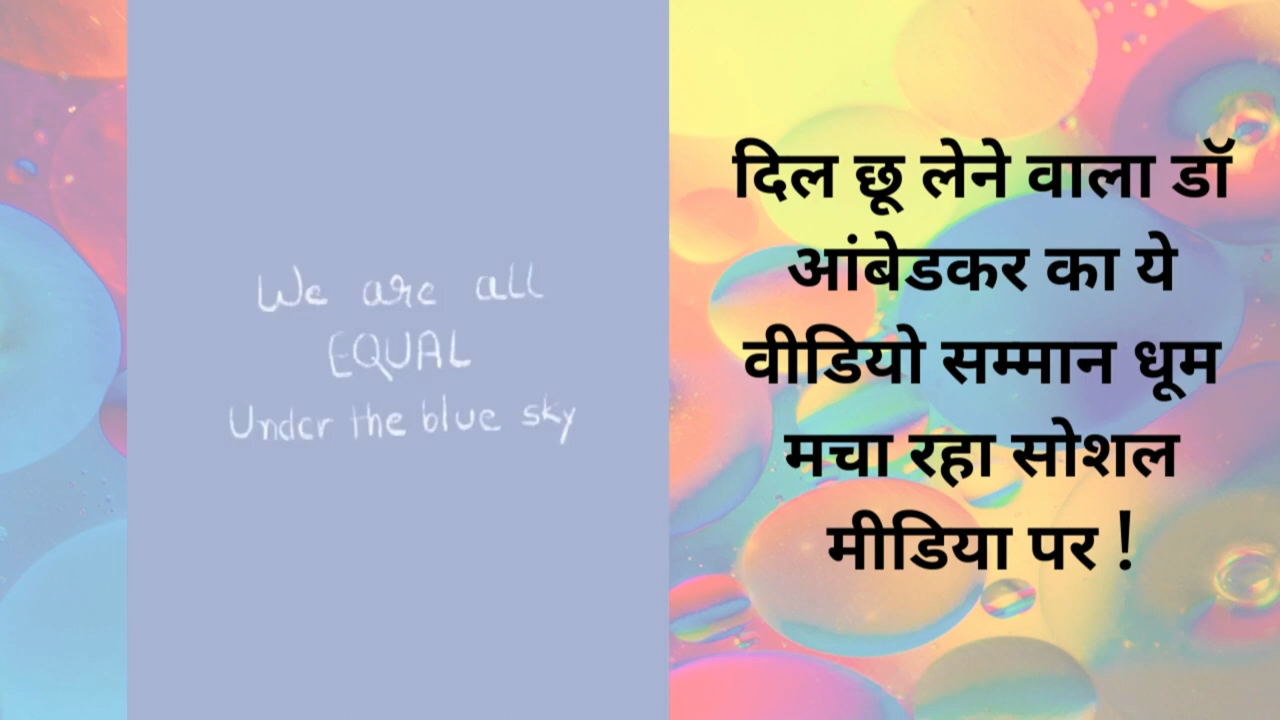 We are all
EQUAL
Under the blue sky
दिल छू लेने वाला डॉ
आंबेडकर का ये
वीडियो सम्मान धूम
मचा रहा सोशल
मीडिया पर !